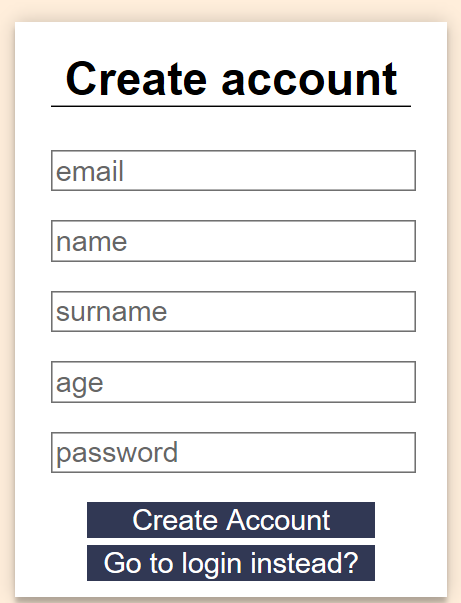 Create account
email
name
surname
age
password
Create Account
Go to login instead?